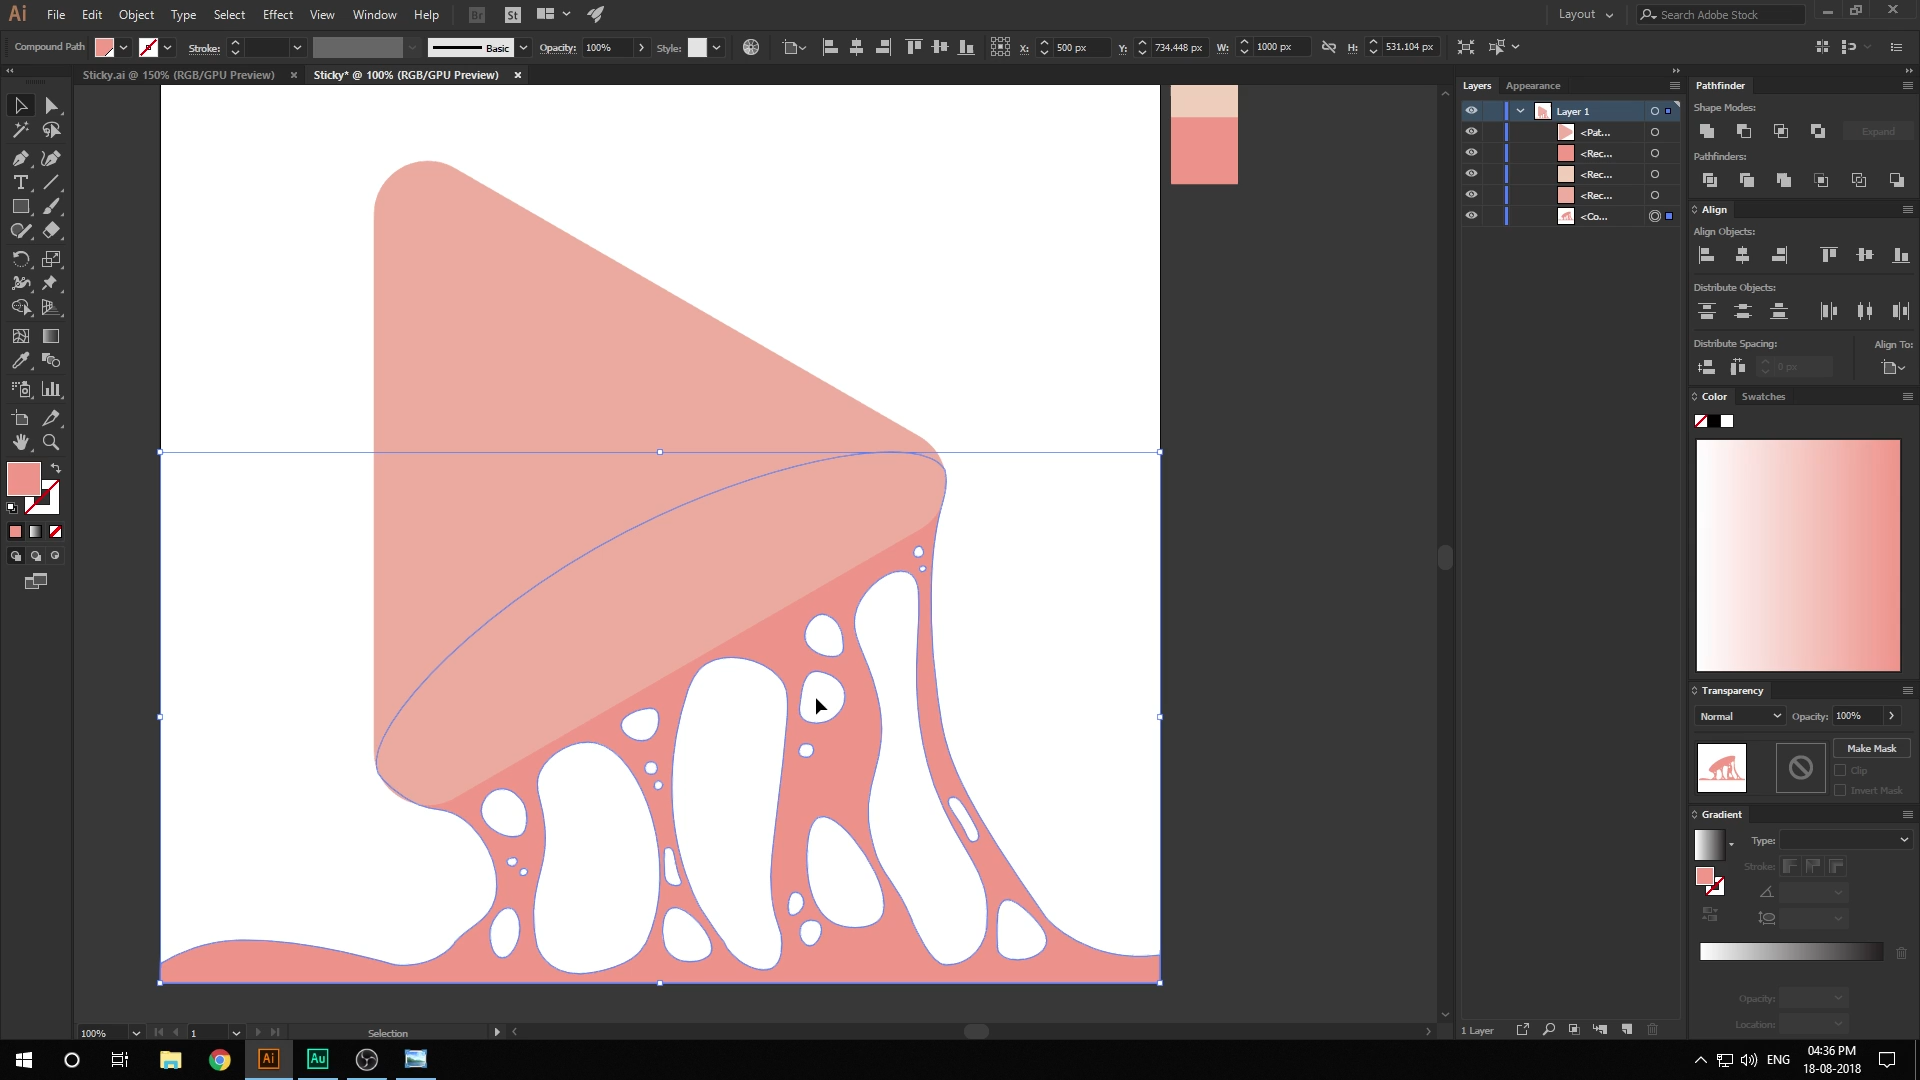 Ai File Edit Object Type Select Effect View Window Help Br St Layout Search Adobe Stock
Compound Path Stroke: Basic Opacity: 100% Style: X: 500 px Y: 734.448 px W: 1000 px H: 531.104 px
Sticky.ai @ 150% (RGB/GPU Preview) × Sticky* @ 100% (RGB/GPU Preview) ×
Layers Appearance
Layer 1
<Pat...
<Rec...
<Rec...
<Rec...
<Co...
Pathfinder
Shape Modes:
Expand
Pathfinders:
Align
Align Objects:
Distribute Objects:
Distribute Spacing: Align To:
0 px
Color Swatches
Transparency
Normal Opacity: 100%
Make Mask
Clip
Invert Mask
Gradient
Type:
Stroke:
Opacity:
Location:
100% 1 Selection
1 Layer
Ai Au ENG
04:36 PM
18-08-2018